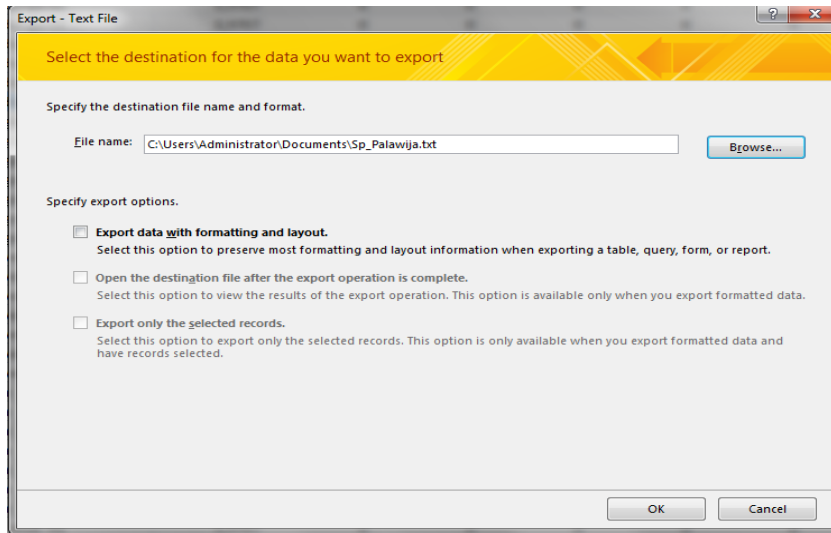 Export - Text File
Select the destination for the data you want to export
Specify the destination file name and format.
File name: C:\Users\Administrator\Documents\Sp_Palawija.txt Browse...
Specify export options.
Export data with formatting and layout.
Select this option to preserve most formatting and layout information when exporting a table, query, form, or report.
Open the destination file after the export operation is complete.
Select this option to view the results of the export operation. This option is available only when you export formatted data.
Export only the selected records.
Select this option to export only the selected records. This option is only available when you export formatted data and
have records selected.
OK Cancel